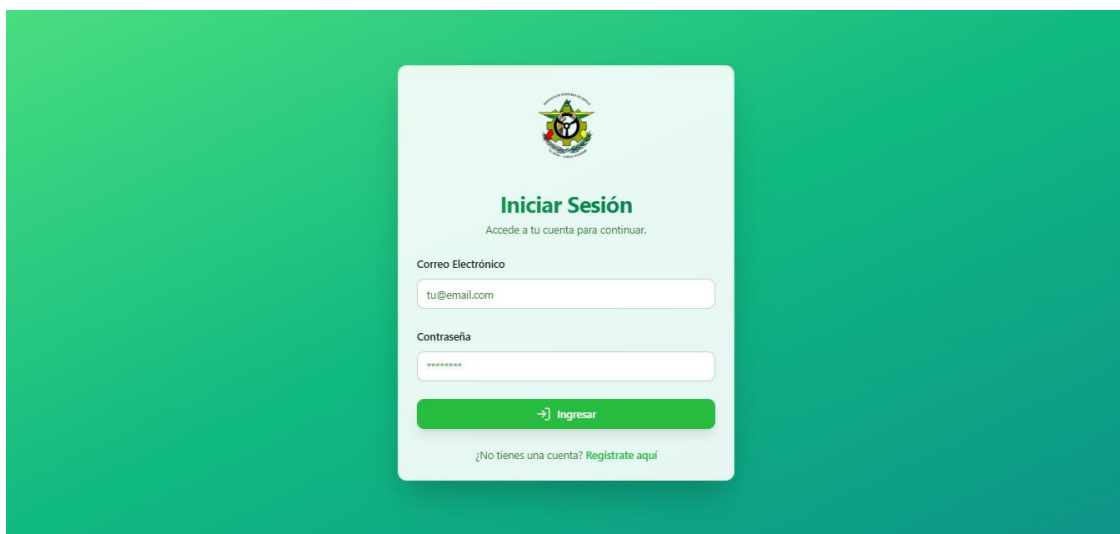 Iniciar Sesión
Accede a tu cuenta para continuar.
Correo Electrónico
tu@email.com
Contraseña
********
Ingresar
¿No tienes una cuenta? Regístrate aquí